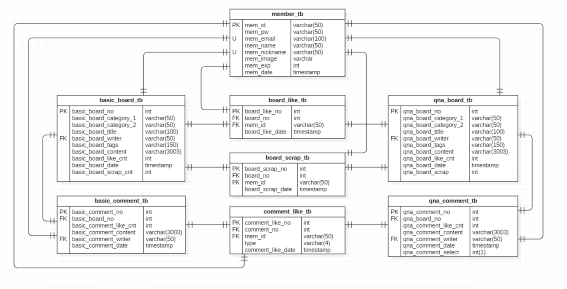 member_tb
PK mem_id varchar(50)
mem_pw varchar(50)
U mem_email varchar(100)
mem_name varchar(50)
U mem_nickname varchar(50)
mem_image varchar
mem_exp int
mem_date timestamp
basic_board_tb
PK basic_board_no int
basic_board_category_1 varchar(50)
basic_board_category_2 varchar(50)
basic_board_title varchar(100)
FK basic_board_writer varchar(50)
basic_board_tags varchar(150)
basic_board_content varchar(3003)
basic_board_like_cnt int
basic_board_date timestamp
basic_board_scrap_cnt int
board_like_tb
PK board_like_no int
FK board_no int
FK mem_id varchar(50)
board_like_date timestamp
qna_board_tb
PK qna_board_no int
qna_board_category_1 varchar(50)
qna_board_category_2 varchar(50)
qna_board_title varchar(100)
FK qna_board_writer varchar(50)
qna_board_tags varchar(150)
qna_board_content varchar(3003)
qna_board_like_cnt int
qna_board_date timestamp
qna_board_scrap int
board_scrap_tb
PK board_scrap_no int
FK board_no int
FK mem_id varchar(50)
board_scrap_date timestamp
basic_comment_tb
PK basic_comment_no int
FK basic_board_no int
basic_comment_like_cnt int
basic_comment_content varchar(3003)
FK basic_comment_writer varchar(50)
basic_comment_date timestamp
comment_like_tb
PK comment_like_no int
FK comment_no int
FK mem_id varchar(50)
type varchar(4)
comment_like_date timestamp
qna_comment_tb
PK qna_comment_no int
FK qna_board_no int
qna_comment_like_cnt int
qna_comment_content varchar(3003)
FK qna_comment_writer varchar(50)
qna_comment_date timestamp
qna_comment_select int(1)